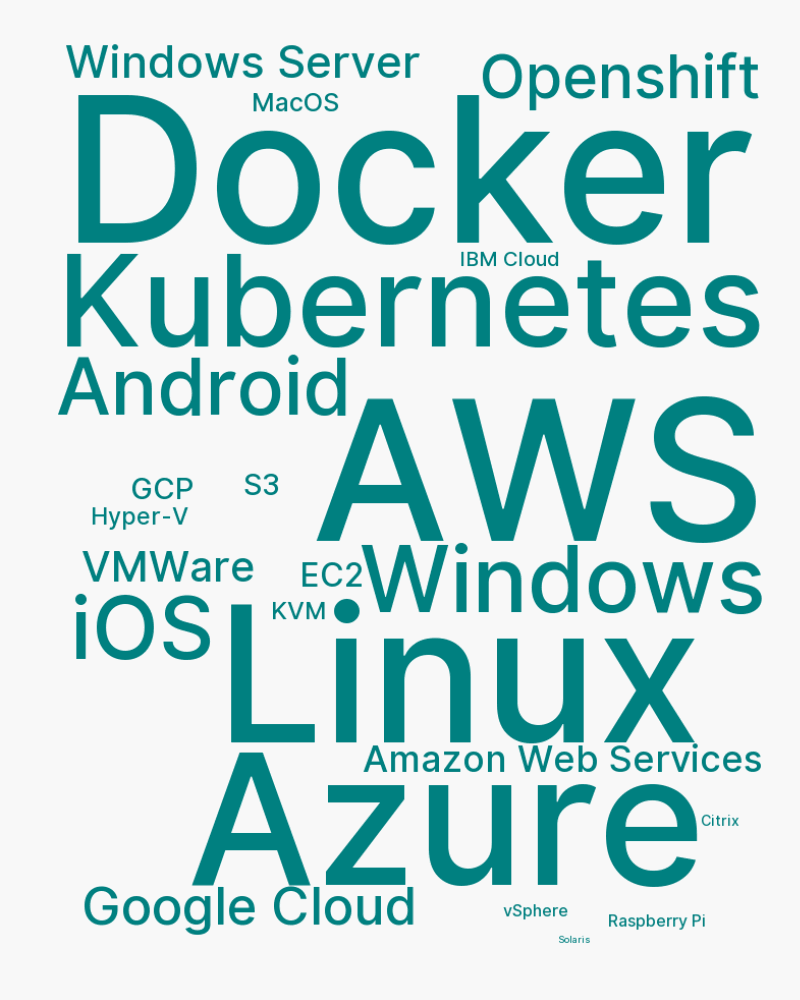 Windows Server
Openshift
MacOS
Docker
IBM Cloud
Kubernetes
Android
AWS
GCP
S3
Hyper-V
VMWare
EC2
Windows
iOS
KVM
Linux
Amazon Web Services
Azure
Citrix
Google Cloud
vSphere
Raspberry Pi
Solaris